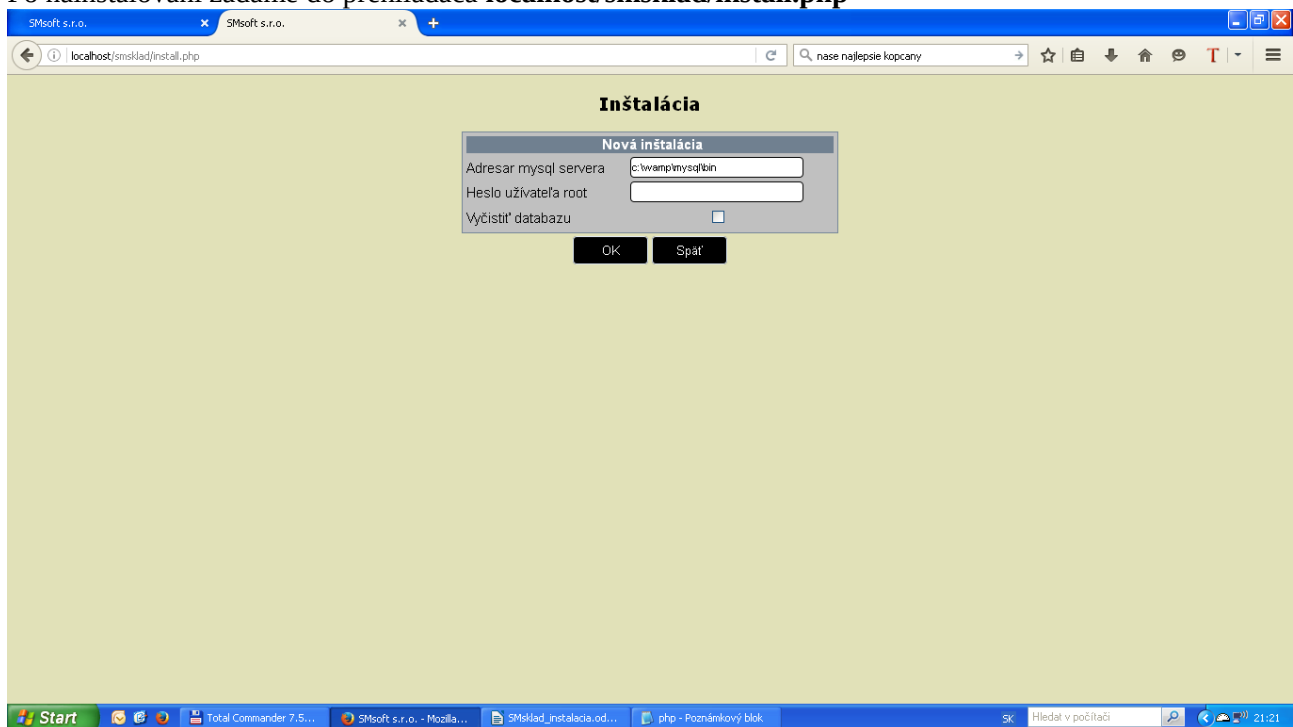 Po nainštalovaní zadáme do prehliadača localhost/smsklad/install.php
SMsoft s.r.o.
SMsoft s.r.o.
localhost/smsklad/install.php
nase najlepsie kopcany
Inštalácia
Nová inštalácia
Adresar mysql servera
c:\wamp\mysql\bin
Heslo užívateľa root
Vyčistiť databazu
OK
Späť
Start
Total Commander 7.5...
SMsoft s.r.o. - Mozilla...
SMsklad_instalacia.od...
php - Poznámkový blok
SK
Hledat v počítači
21:21